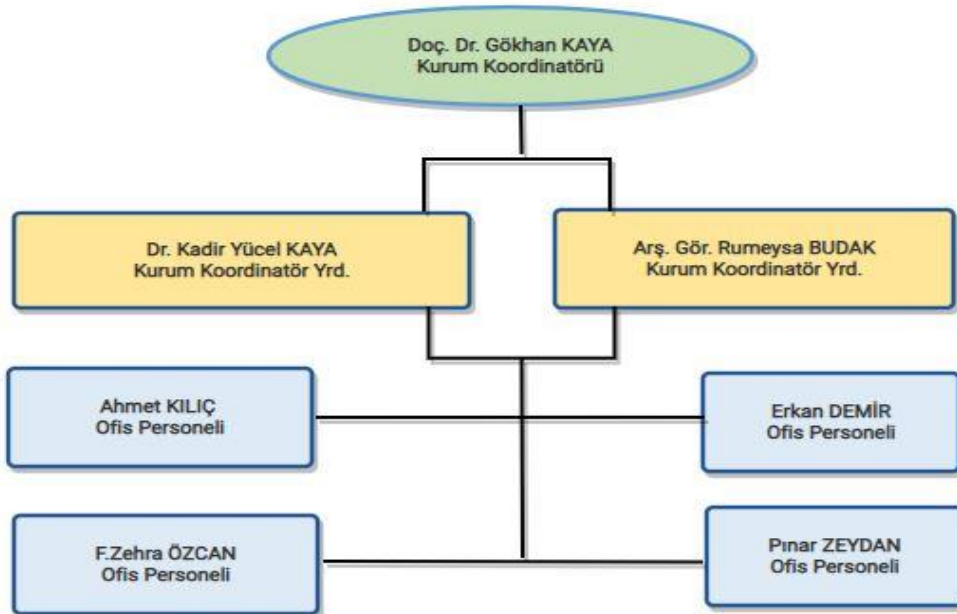 Doç. Dr. Gökhan KAYA
Kurum Koordinatörü
Dr. Kadir Yücel KAYA
Kurum Koordinatör Yrd.
Arş. Gör. Rumeysa BUDAK
Kurum Koordinatör Yrd.
Ahmet KILIÇ
Ofis Personeli
Erkan DEMİR
Ofis Personeli
F.Zehra ÖZCAN
Ofis Personeli
Pınar ZEYDAN
Ofis Personeli